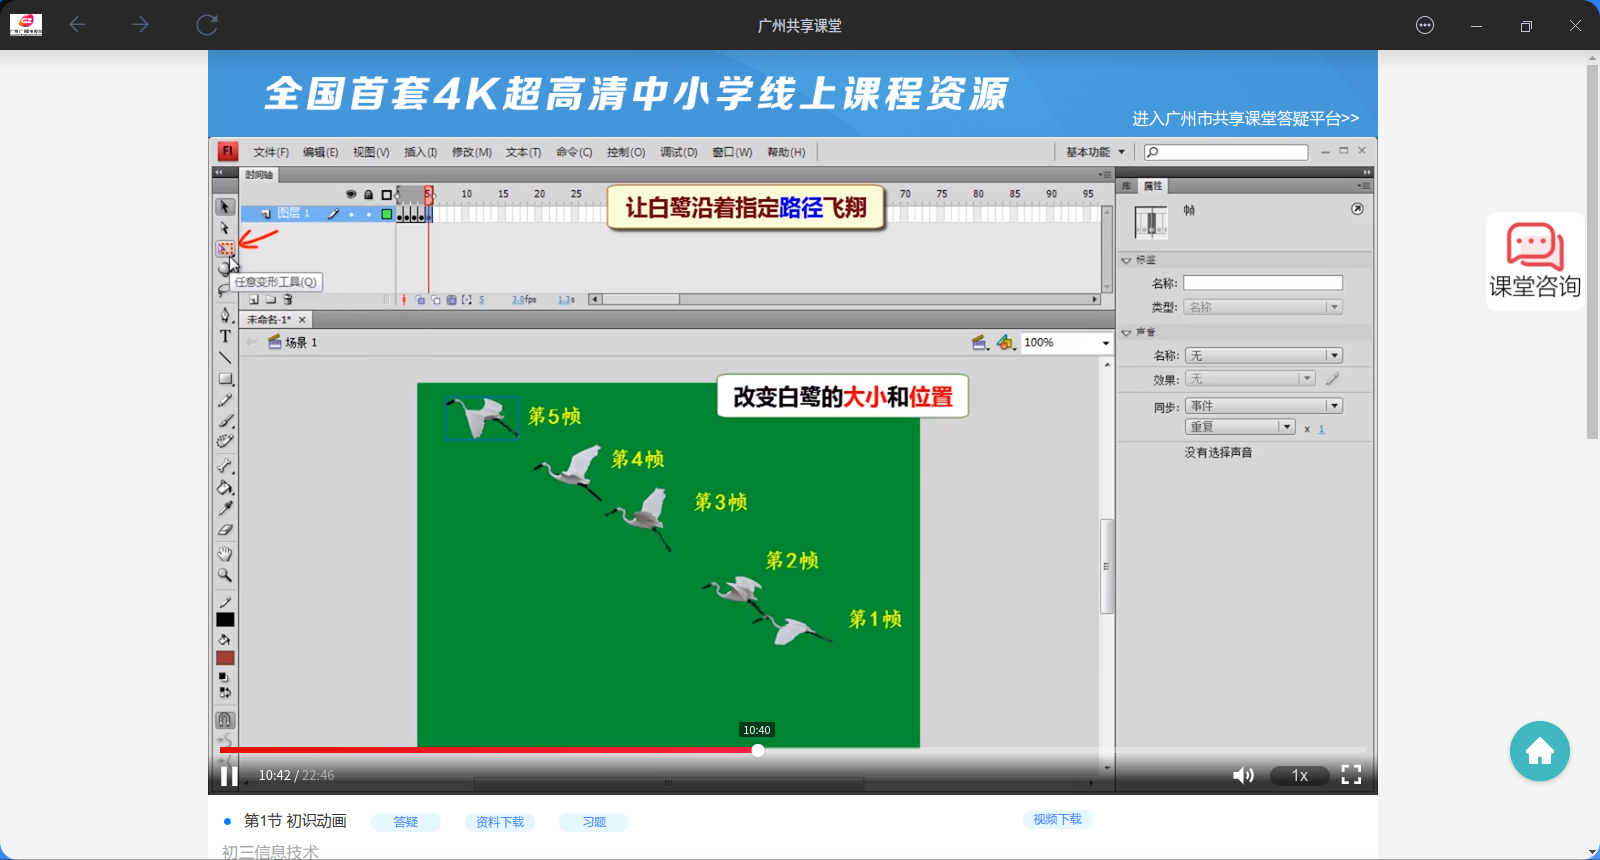 广州共享课堂
全国首套4K超高清中小学线上课程资源
进入广州市共享课堂答疑平台>>
Fl 文件(F) 编辑(E) 视图(V) 插入(I) 修改(M) 文本(T) 命令(C) 控制(O) 调试(D) 窗口(W) 帮助(H) 基本功能
时间轴
库 属性
5 10 15 20 25 70 75 80 85 90 95
让白鹭沿着指定路径飞翔
图层 1
帧
标签
任意变形工具(Q)
名称:
类型: 名称
5 3.0fps 1.3s
未命名-1*
声音
场景 1
100%
名称: 无
效果: 无
同步: 事件
重复 x 1
没有选择声音
改变白鹭的大小和位置
第5帧
第4帧
第3帧
第2帧
第1帧
课堂咨询
10:40
10:42 / 22:46
1x
第1节 初识动画 答疑 资料下载 习题 视频下载
初三信息技术